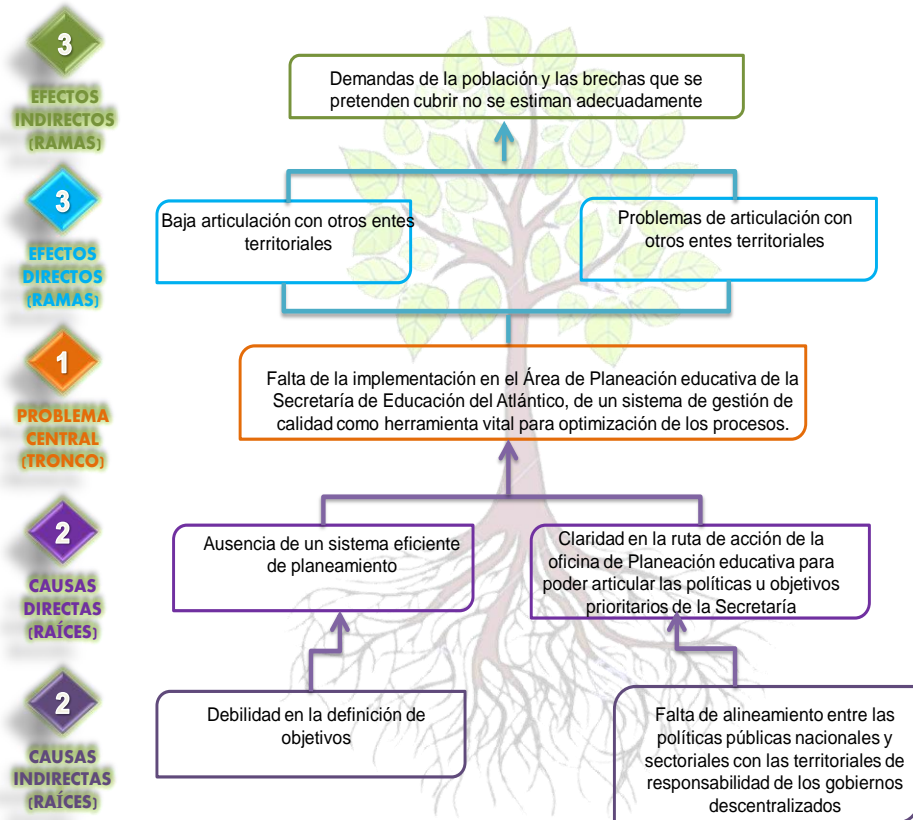 3
EFECTOS
INDIRECTOS
(RAMAS)
Demandas de la población y las brechas que se
pretenden cubrir no se estiman adecuadamente
3
EFECTOS
DIRECTOS
(RAMAS)
Baja articulación con otros entes
territoriales
Problemas de articulación con
otros entes territoriales
1
PROBLEMA
CENTRAL
(TRONCO)
Falta de la implementación en el Área de Planeación educativa de la
Secretaría de Educación del Atlántico, de un sistema de gestión de
calidad como herramienta vital para optimización de los procesos.
2
CAUSAS
DIRECTAS
(RAÍCES)
Ausencia de un sistema eficiente
de planeamiento
Claridad en la ruta de acción de la
oficina de Planeación educativa para
poder articular las políticas u objetivos
prioritarios de la Secretaría
2
CAUSAS
INDIRECTAS
(RAÍCES)
Debilidad en la definición de
objetivos
Falta de alineamiento entre las
políticas públicas nacionales y
sectoriales con las territoriales de
responsabilidad de los gobiernos
descentralizados